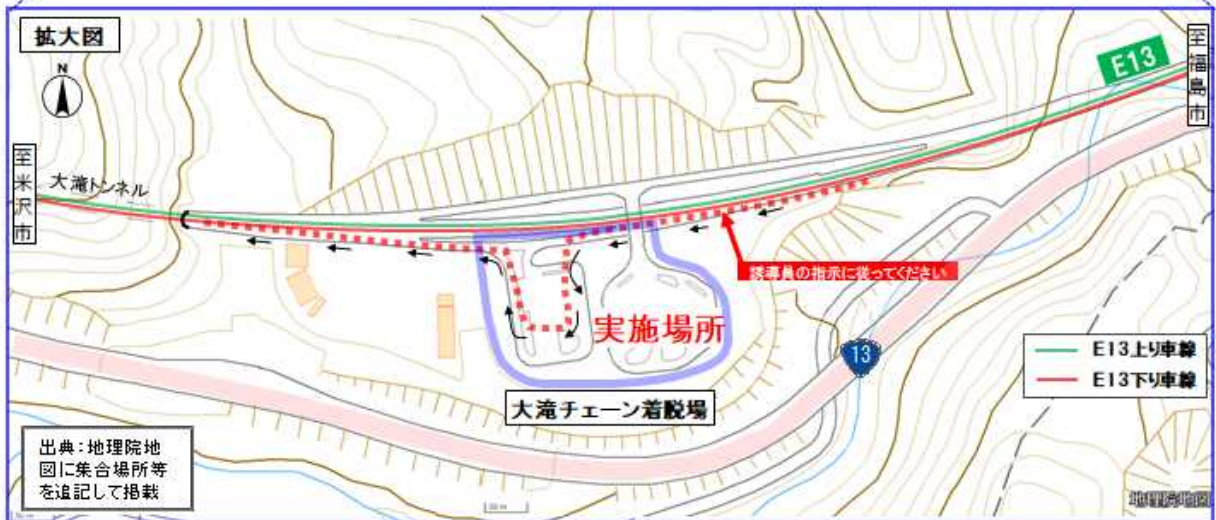 拡大図
N
E13
至福島市
至米沢市
大滝トンネル
誘導員の指示に従ってください
実施場所
13
大滝チェーン着脱場
E13上り車線
E13下り車線
出典:地理院地
図に集合場所等
を追記して掲載
地理院地図